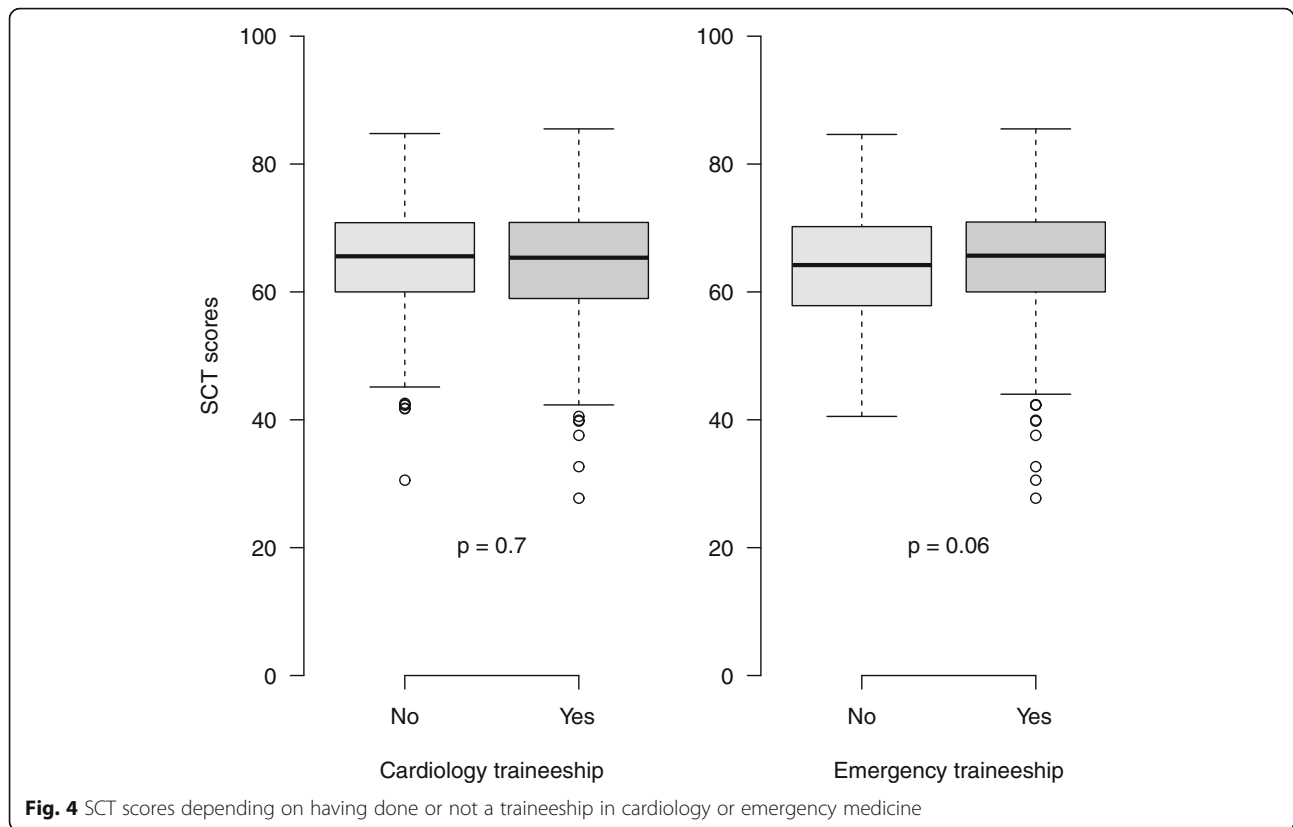 100
80
60
40
20
0
SCT scores
p = 0.7
No
Yes
Cardiology traineeship
100
80
60
40
20
0
p = 0.06
No
Yes
Emergency traineeship
Fig. 4 SCT scores depending on having done or not a traineeship in cardiology or emergency medicine